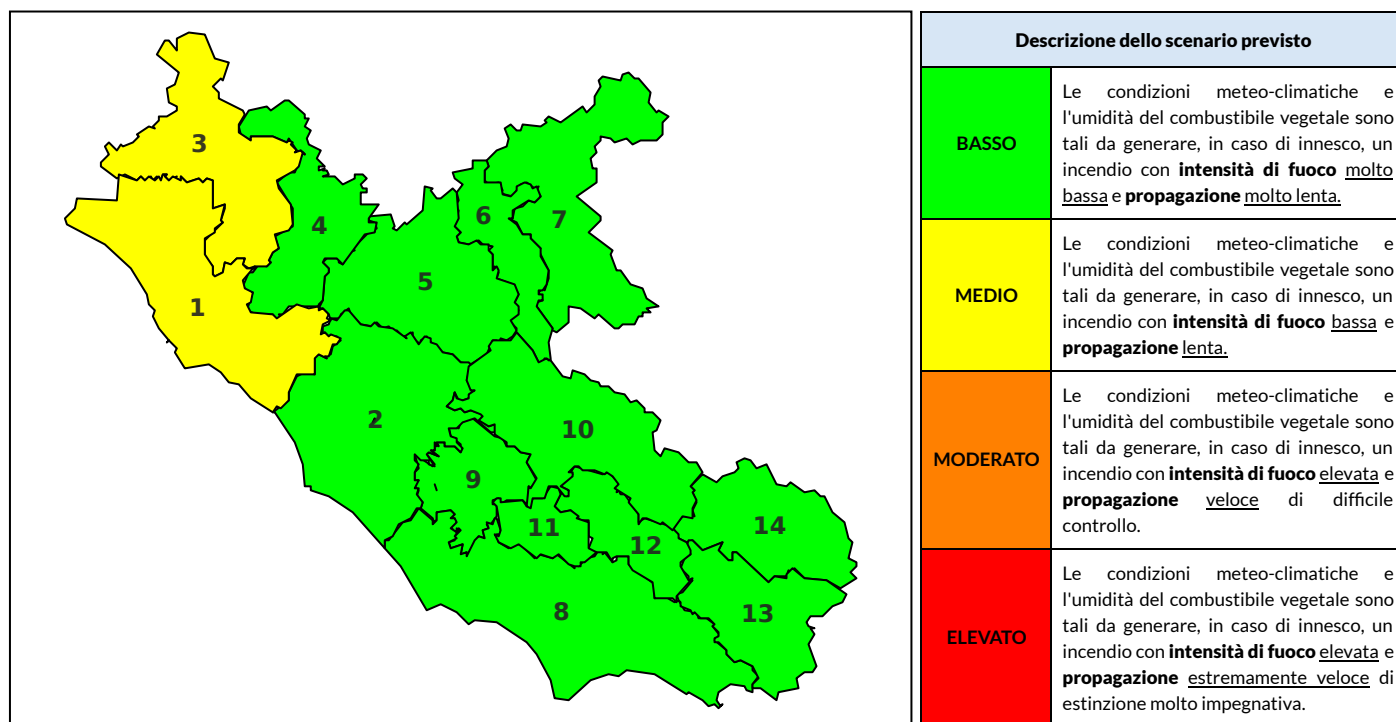 3
4
6
7
5
1
2
10
9
11
12
14
8
13
Descrizione dello scenario previsto
BASSO
Le condizioni meteo-climatiche e
l'umidità del combustibile vegetale sono
tali da generare, in caso di innesco, un
incendio con intensità di fuoco molto
bassa e propagazione molto lenta.
MEDIO
Le condizioni meteo-climatiche e
l'umidità del combustibile vegetale sono
tali da generare, in caso di innesco, un
incendio con intensità di fuoco bassa e
propagazione lenta.
MODERATO
Le condizioni meteo-climatiche e
l'umidità del combustibile vegetale sono
tali da generare, in caso di innesco, un
incendio con intensità di fuoco elevata e
propagazione veloce di difficile
controllo.
ELEVATO
Le condizioni meteo-climatiche e
l'umidità del combustibile vegetale sono
tali da generare, in caso di innesco, un
incendio con intensità di fuoco elevata e
propagazione estremamente veloce di
estinzione molto impegnativa.